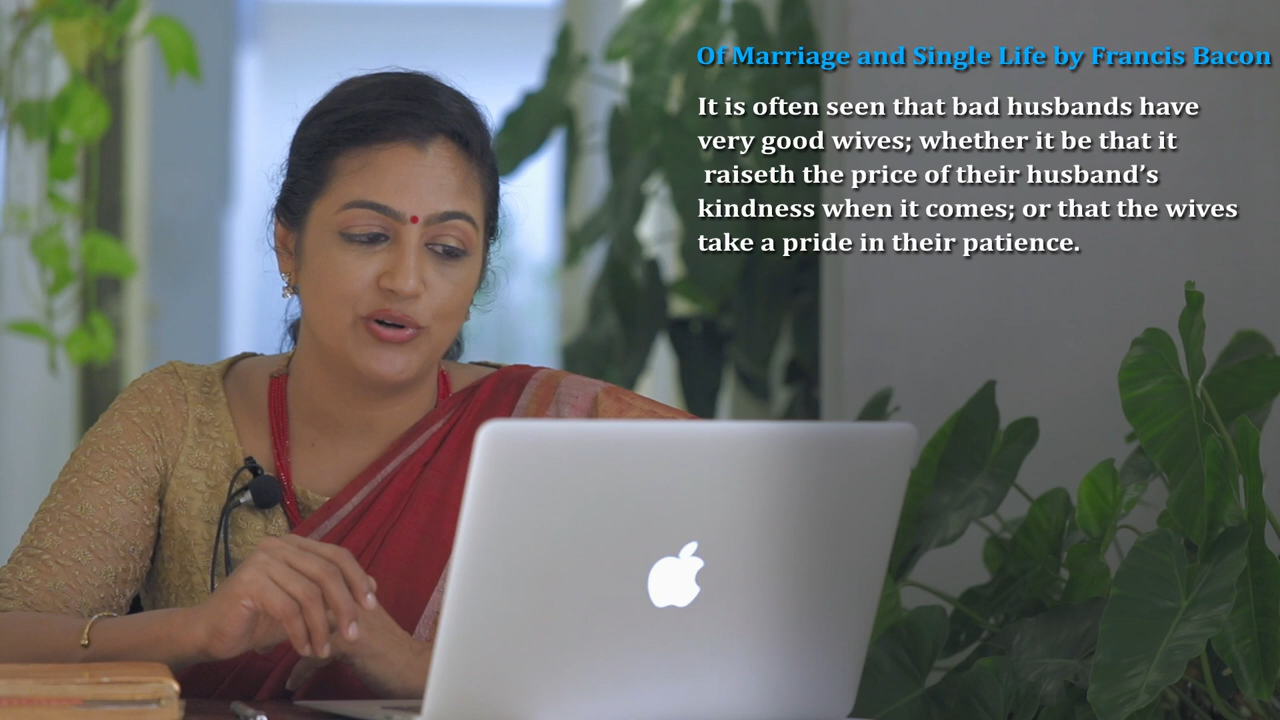 Of Marriage and Single Life by Francis Bacon
It is often seen that bad husbands have
very good wives; whether it be that it
raiseth the price of their husband’s
kindness when it comes; or that the wives
take a pride in their patience.